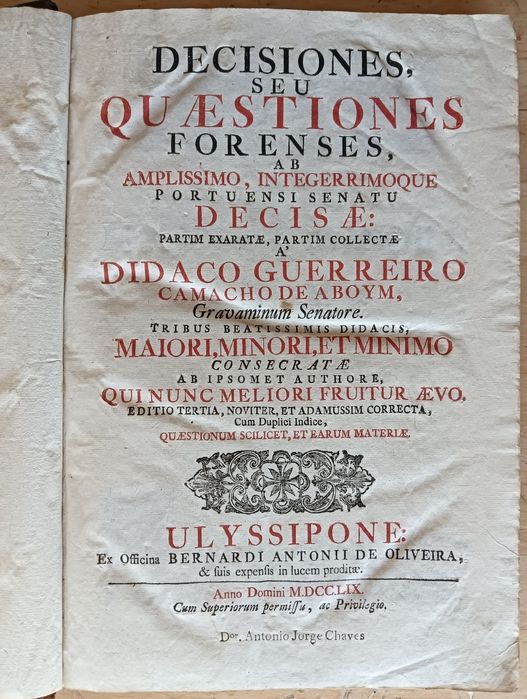 DECISIONES,
SEU
QUÆSTIONES
FORENSES,
AB
AMPLISSIMO, INTEGERRIMOQUE
PORTUENSI SENATU
DECISÆ:
PARTIM EXARATÆ, PARTIM COLLECTÆ
A'
DIDACO GUERREIRO
CAMACHO DE ABOYM,
Gravaminum Senatore.
TRIBUS BEATISSIMIS DIDACIS,
MAIORI, MINORI, ET MINIMO
CONSECRATÆ
AB IPSOMET AUTHORE,
QUI NUNC MELIORI FRUITUR ÆVO.
EDITIO TERTIA, NOVITER, ET ADAMUSSIM CORRECTA,
Cum Duplici Indice,
QUÆSTIONUM SCILICET, ET EARUM MATERIÆ.
ULYSSIPONE:
Ex Officina BERNARDI ANTONII DE OLIVEIRA,
& suis expensis in lucem proditæ.
Anno Domini M.DCC.LIX.
Cum Superiorum permissu, ac Privilegio.
Dor. Antonio Jorge Chaves